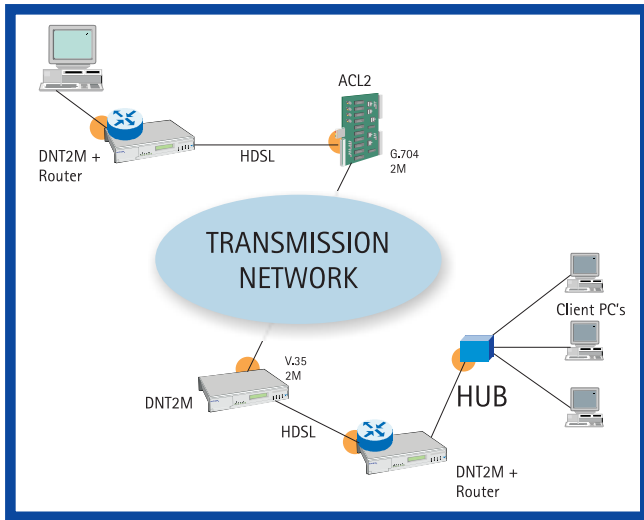 ACL2
DNT2M +
Router
HDSL
G.704
2M
TRANSMISSION
NETWORK
Client PC's
V.35
2M
DNT2M
HUB
HDSL
DNT2M +
Router